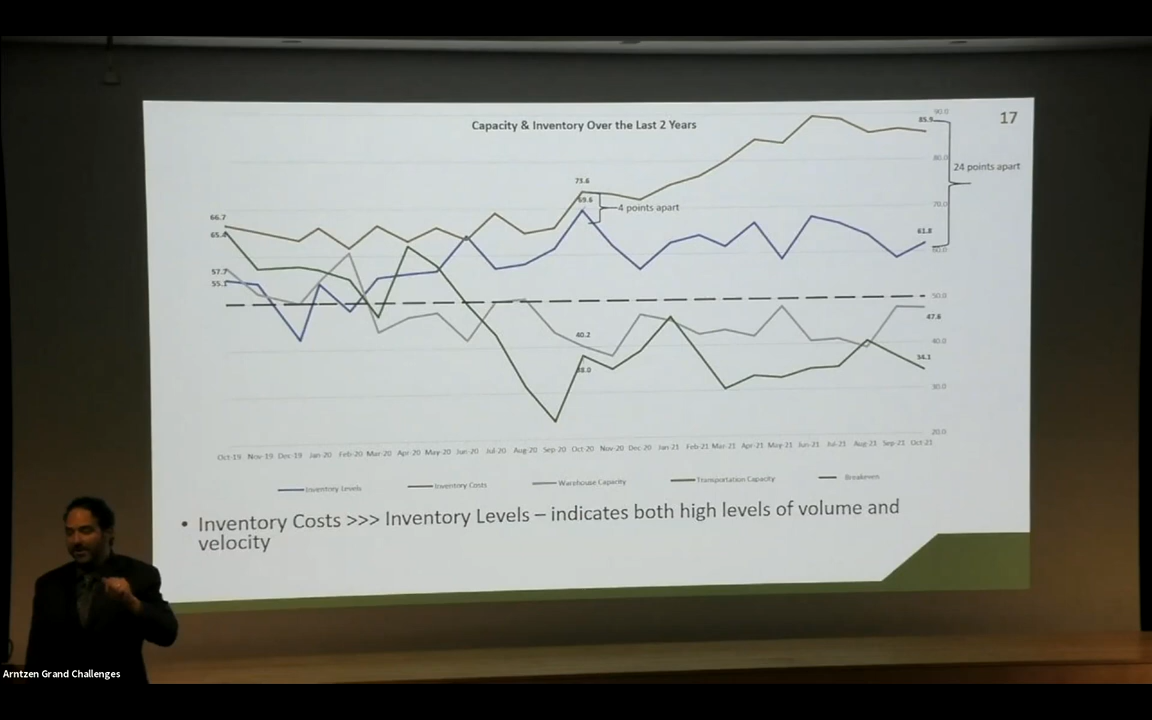 17
Capacity & Inventory Over the Last 2 Years
90.0
85.9
24 points apart
80.0
73.6
69.6
4 points apart
70.0
66.7
65.4
61.8
60.0
57.7
55.1
50.0
47.6
40.2
40.0
38.0
34.1
30.0
20.0
Oct-19 Nov-19 Dec-19 Jan-20 Feb-20 Mar-20 Apr-20 May-20 Jun-20 Jul-20 Aug-20 Sep-20 Oct-20 Nov-20 Dec-20 Jan-21 Feb-21 Mar-21 Apr-21 May-21 Jun-21 Jul-21 Aug-21 Sep-21 Oct-21
Inventory Levels Inventory Costs Warehouse Capacity Transportation Capacity Breakeven
• Inventory Costs >>> Inventory Levels – indicates both high levels of volume and
velocity
Arntzen Grand Challenges